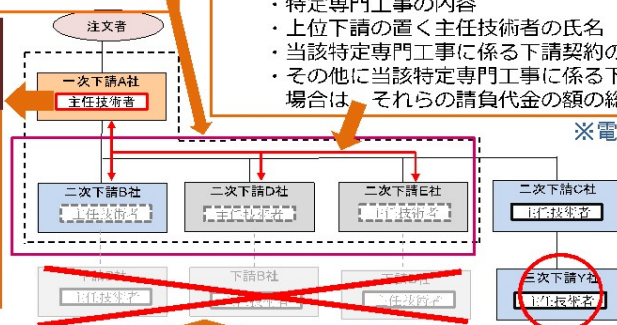 ・特定専門工事の内容
・上位下請の置く主任技術者の氏名
・当該特定専門工事に係る下請契約の
・その他に当該特定専門工事に係る下
場合は、それらの請負代金の額の総
※電
注文者
一次下請A社
主任技術者
二次下請B社
主任技術者
二次下請D社
主任技術者
二次下請E社
主任技術者
二次下請C社
主任技術者
下請B社
主任技術者
三次下請Y社
主任技術者